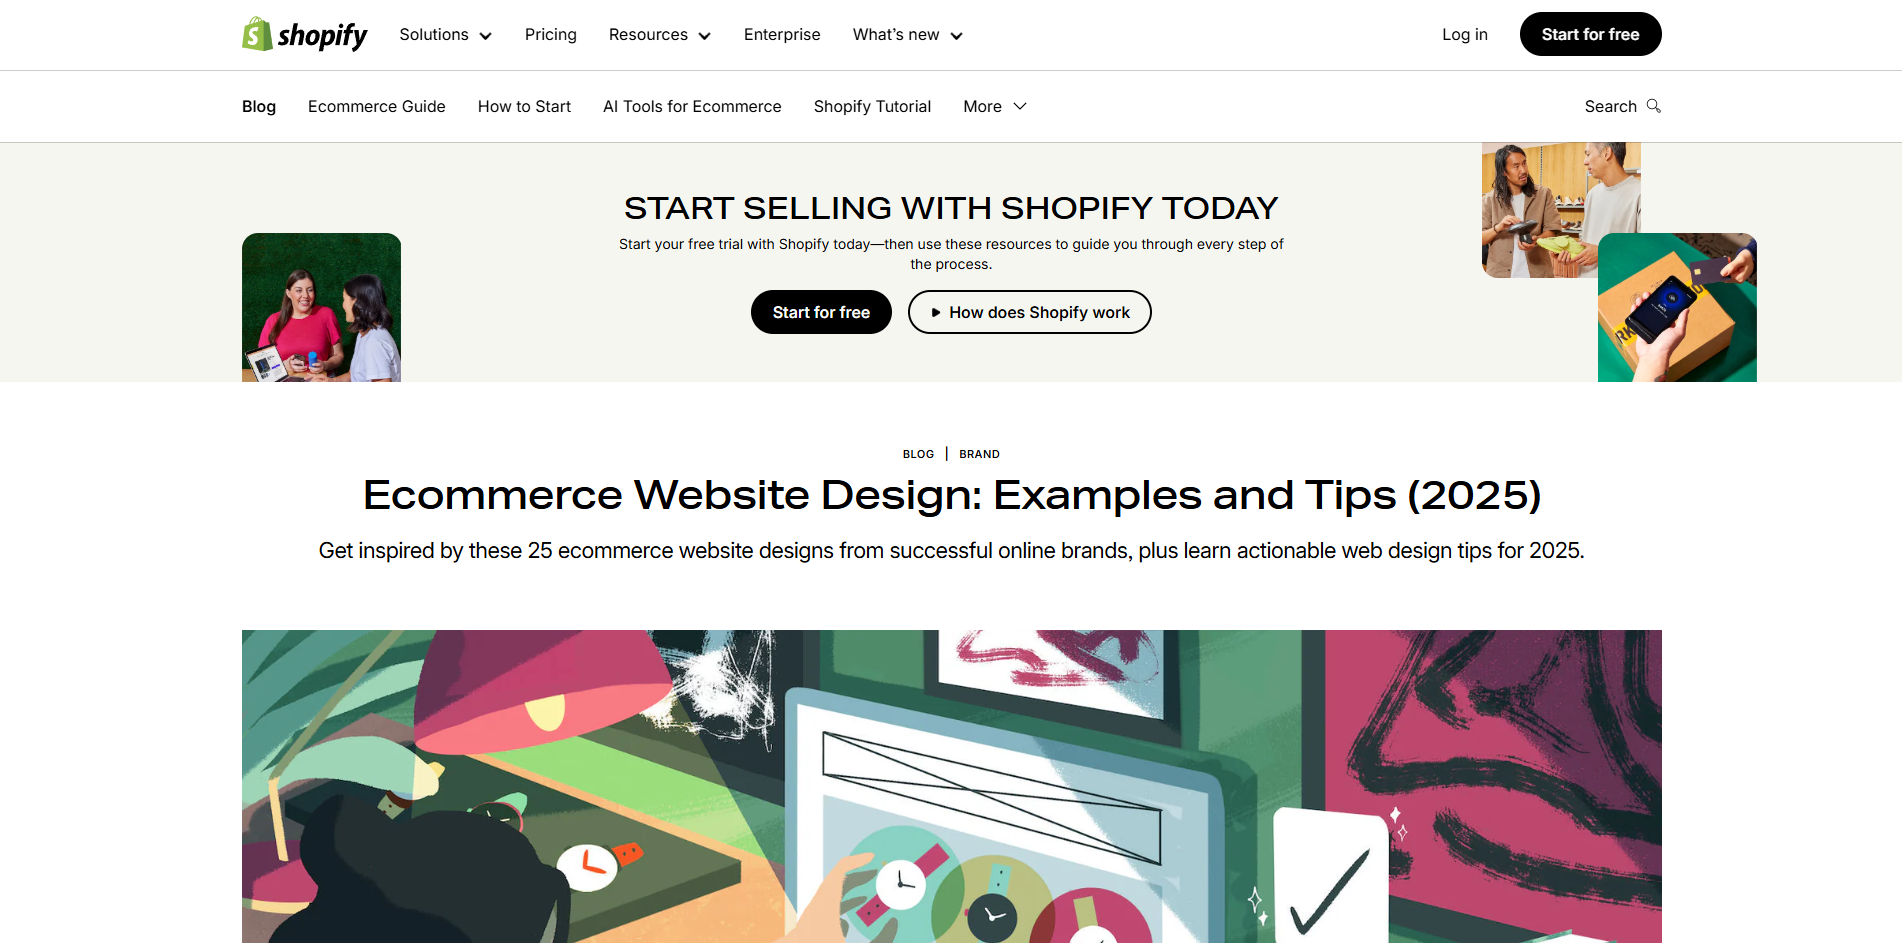 shopify
Solutions
Pricing
Resources
Enterprise
What's new
Log in
Start for free
Blog
Ecommerce Guide
How to Start
AI Tools for Ecommerce
Shopify Tutorial
More
Search
START SELLING WITH SHOPIFY TODAY
Start your free trial with Shopify today—then use these resources to guide you through every step of
the process.
Start for free
How does Shopify work
BLOG | BRAND
Ecommerce Website Design: Examples and Tips (2025)
Get inspired by these 25 ecommerce website designs from successful online brands, plus learn actionable web design tips for 2025.